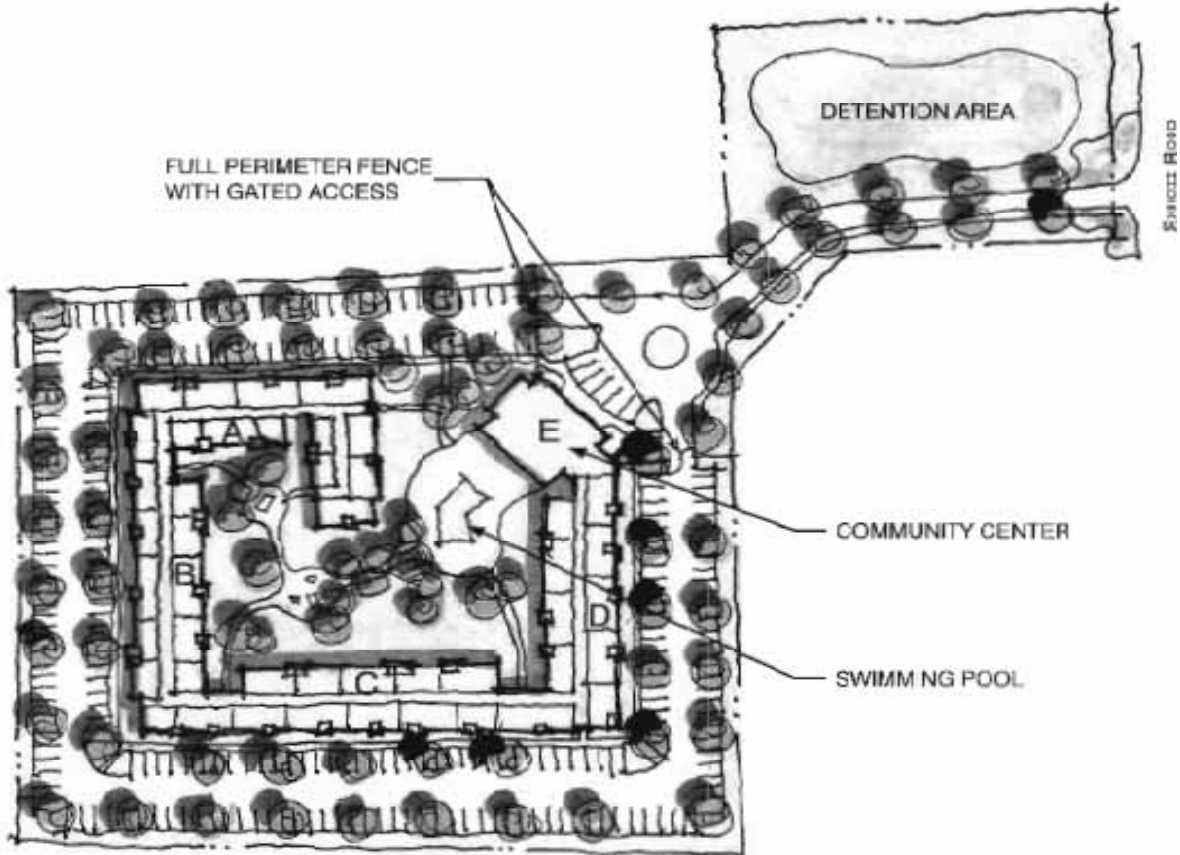 DETENTION AREA
FULL PERIMETER FENCE
WITH GATED ACCESS
A
E
COMMUNITY CENTER
B
D
SWIMM NG POOL
C